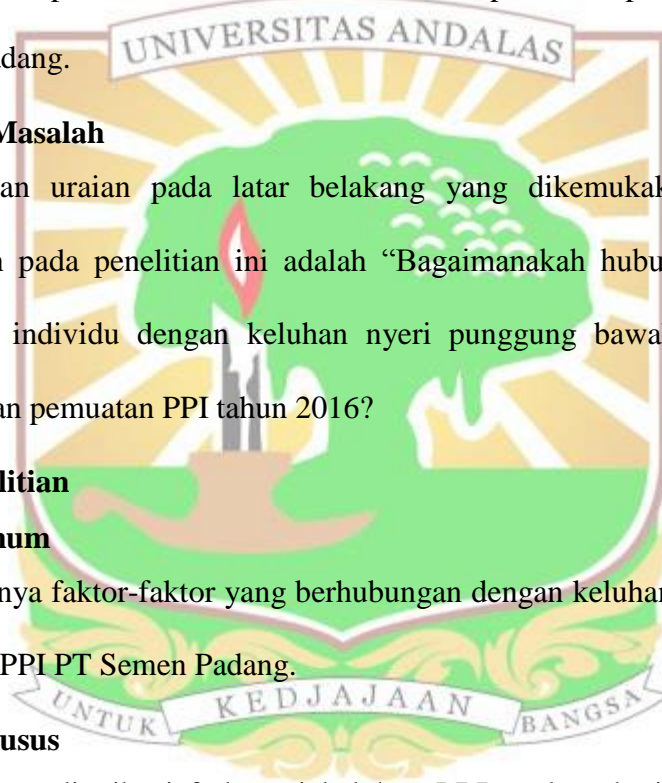 UNIVERSITAS ANDALAS
adang.
Masalah
an uraian pada latar belakang yang dikemukak
pada penelitian ini adalah “Bagaimanakah hubu
individu dengan keluhan nyeri punggung bawa
an pemuatan PPI tahun 2016?
litian
num
nya faktor-faktor yang berhubungan dengan keluhan
PPI PT Semen Padang.
UNTUK KEDJAJAAN BANGSA
usus